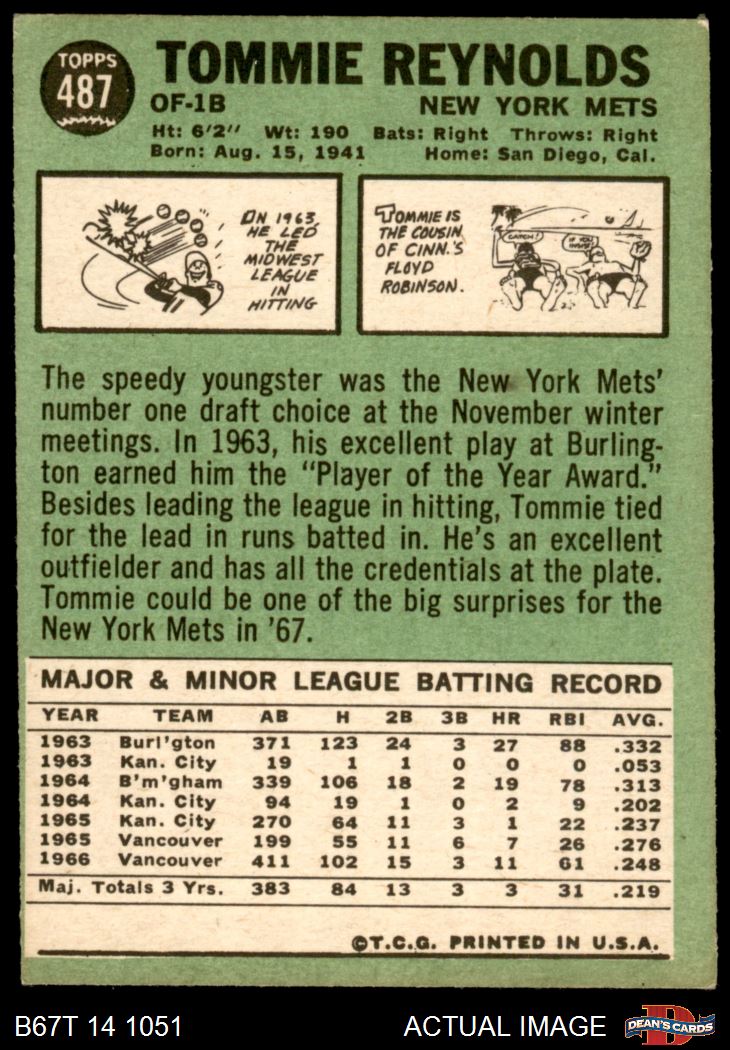 TOPPS
487
TOMMIE REYNOLDS
OF-1B NEW YORK METS
Ht: 6'2" Wt: 190 Bats: Right Throws: Right
Born: Aug. 15, 1941 Home: San Diego, Cal.
IN 1963,
HE LED
THE
MIDWEST
LEAGUE
IN
HITTING
TOMMIE IS
THE COUSIN
OF CINN.'S
FLOYD
ROBINSON.
CATCH!
The speedy youngster was the New York Mets'
number one draft choice at the November winter
meetings. In 1963, his excellent play at Burling-
ton earned him the "Player of the Year Award."
Besides leading the league in hitting, Tommie tied
for the lead in runs batted in. He's an excellent
outfielder and has all the credentials at the plate.
Tommie could be one of the big surprises for the
New York Mets in '67.
MAJOR & MINOR LEAGUE BATTING RECORD
YEAR TEAM AB H 2B 3B HR RBI AVG.
1963 Burl'gton 371 123 24 3 27 88 .332
1963 Kan. City 19 1 1 0 0 0 .053
1964 B'm'gham 339 106 18 2 19 78 .313
1964 Kan. City 94 19 1 0 2 9 .202
1965 Kan. City 270 64 11 3 1 22 .237
1965 Vancouver 199 55 11 6 7 26 .276
1966 Vancouver 411 102 15 3 11 61 .248
Maj. Totals 3 Yrs. 383 84 13 3 3 31 .219
©T.C.G. PRINTED IN U.S.A.
B67T 14 1051 ACTUAL IMAGE
D
DEAN'S CARDS